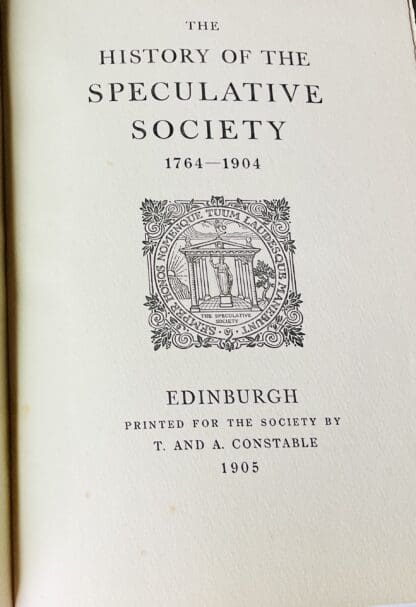 THE
HISTORY OF THE
SPECULATIVE
SOCIETY
1764—1904
SEMPER HONOS NOMENQUE TUUM LAUDESQUE MANEBUNT
THE SPECULATIVE
SOCIETY
EDINBURGH
PRINTED FOR THE SOCIETY BY
T. AND A. CONSTABLE
1905